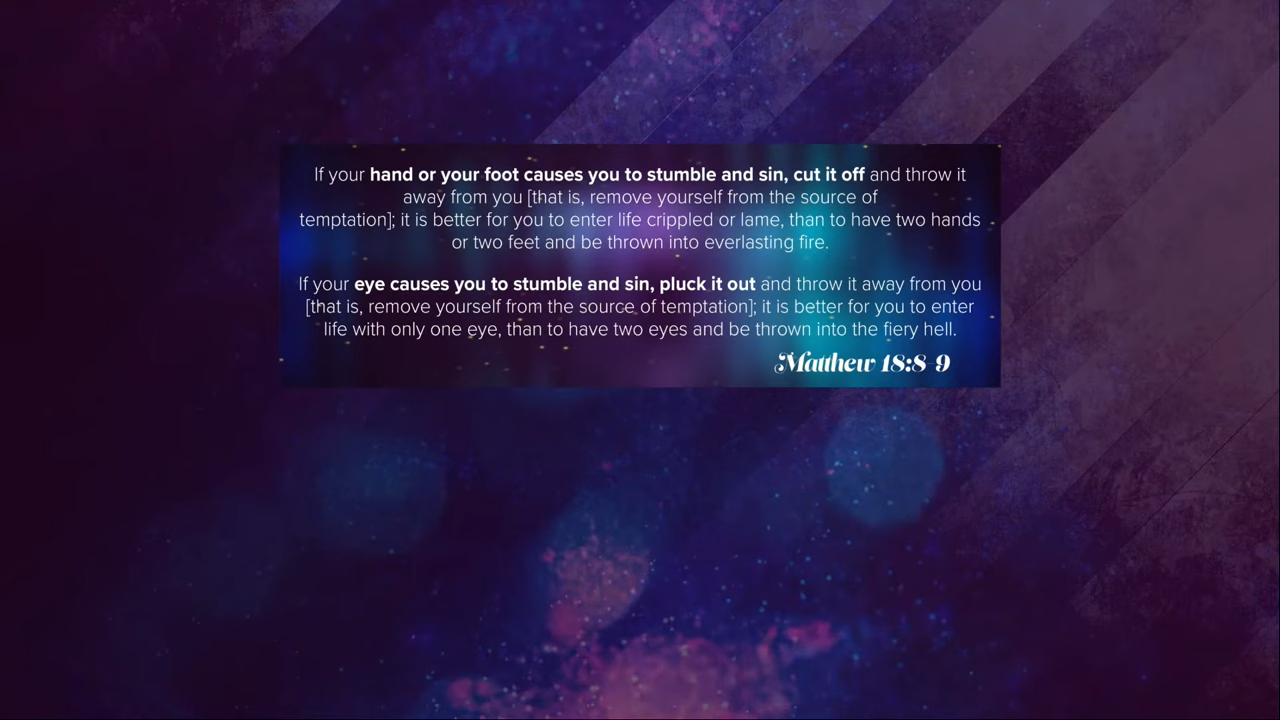 If your hand or your foot causes you to stumble and sin, cut it off and throw it
away from you [that is, remove yourself from the source of
temptation]; it is better for you to enter life crippled or lame, than to have two hands
or two feet and be thrown into everlasting fire.
If your eye causes you to stumble and sin, pluck it out and throw it away from you
[that is, remove yourself from the source of temptation]; it is better for you to enter
life with only one eye, than to have two eyes and be thrown into the fiery hell.
Matthew 18:8-9